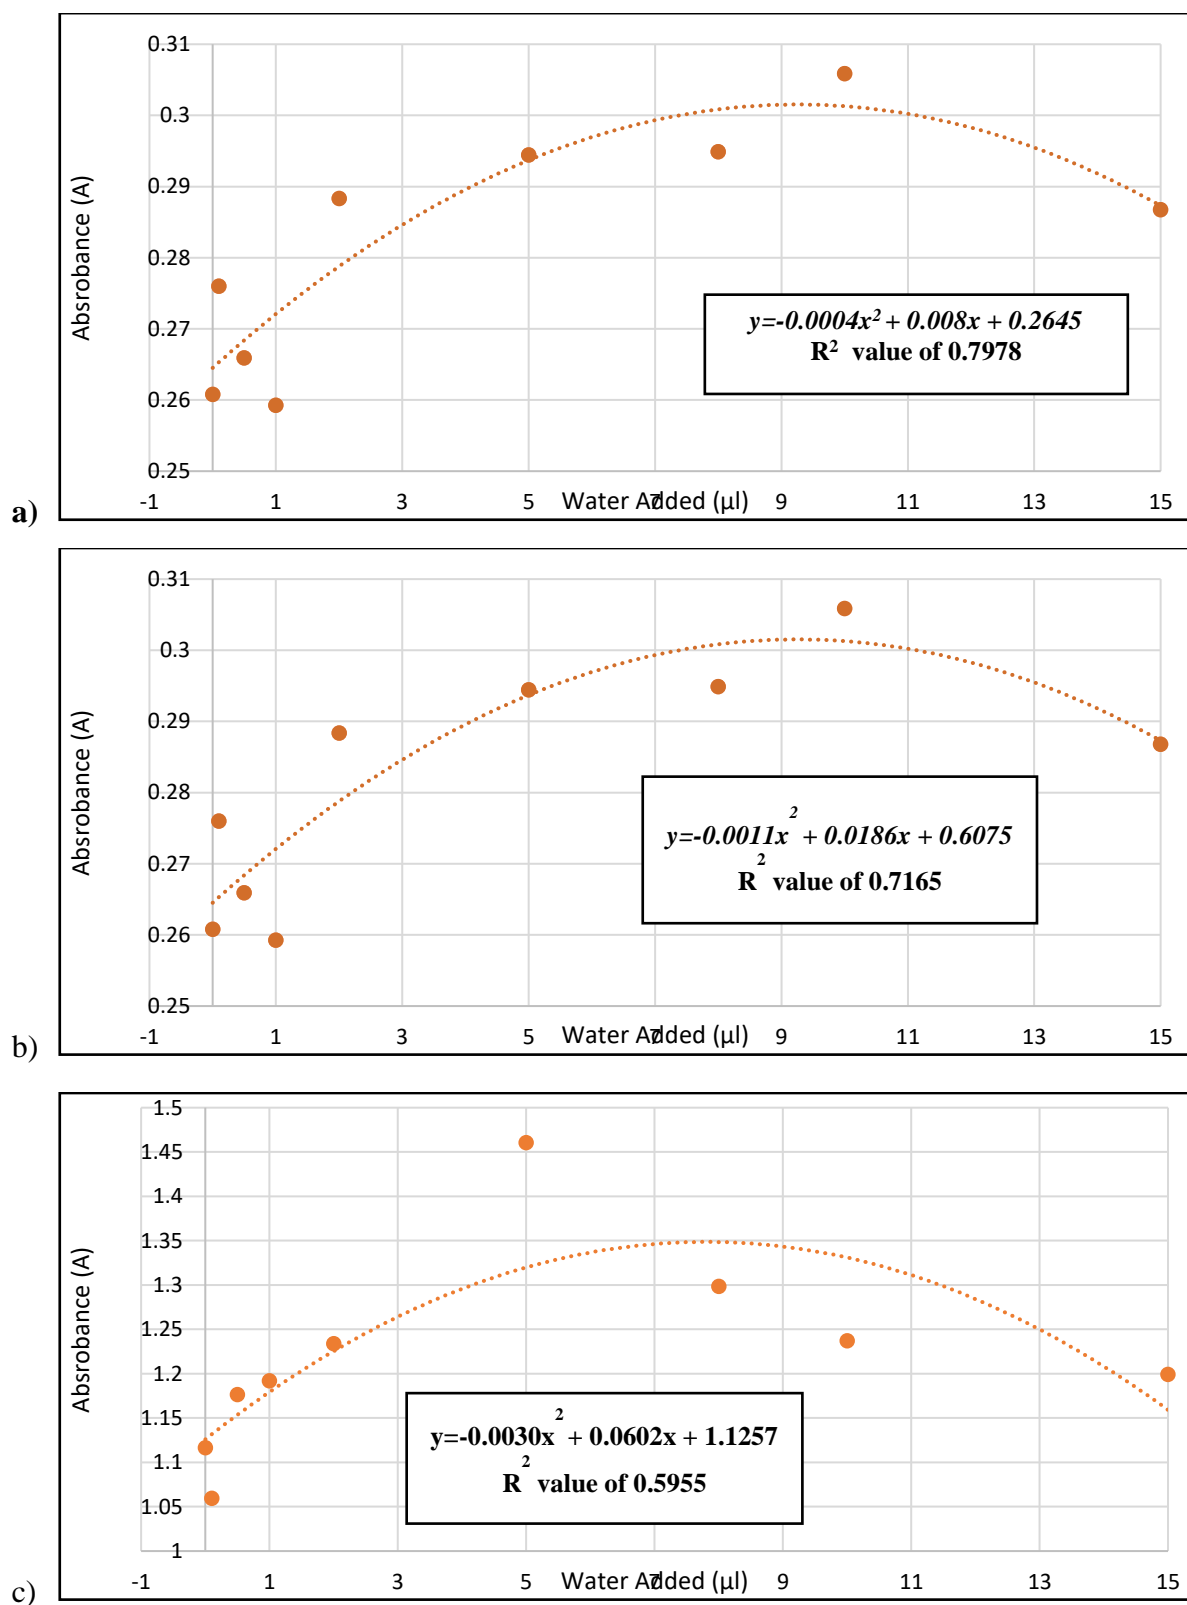 0.31
0.3
0.29
0.28
0.27
0.26
0.25
Absrobance (A)
y=-0.0004x² + 0.008x + 0.2645
R² value of 0.7978
-1 1 3 5 7 9 11 13 15
Water Added (µl)
a)
0.31
0.3
0.29
0.28
0.27
0.26
0.25
Absrobance (A)
y=-0.0011x² + 0.0186x + 0.6075
R² value of 0.7165
-1 1 3 5 7 9 11 13 15
Water Added (µl)
b)
1.5
1.45
1.4
1.35
1.3
1.25
1.2
1.15
1.1
1.05
1
Absrobance (A)
y=-0.0030x² + 0.0602x + 1.1257
R² value of 0.5955
-1 1 3 5 7 9 11 13 15
Water Added (µl)
c)